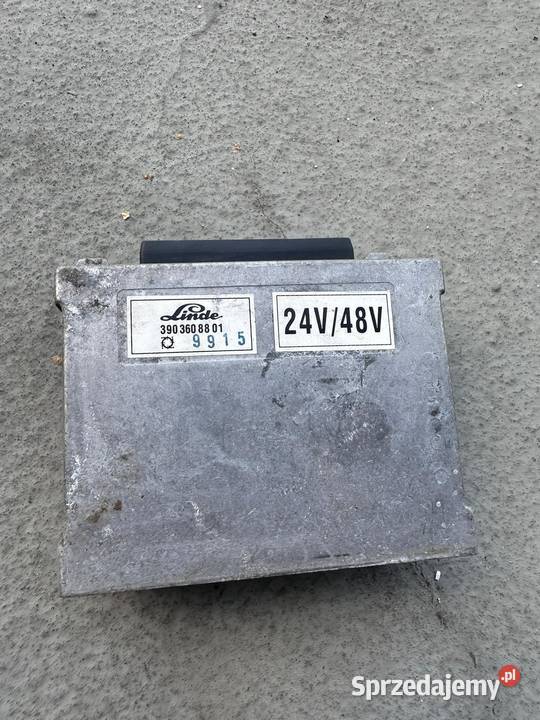 Linde
390 360 88 01
9915
24V/48V
Sprzedajemy.pl